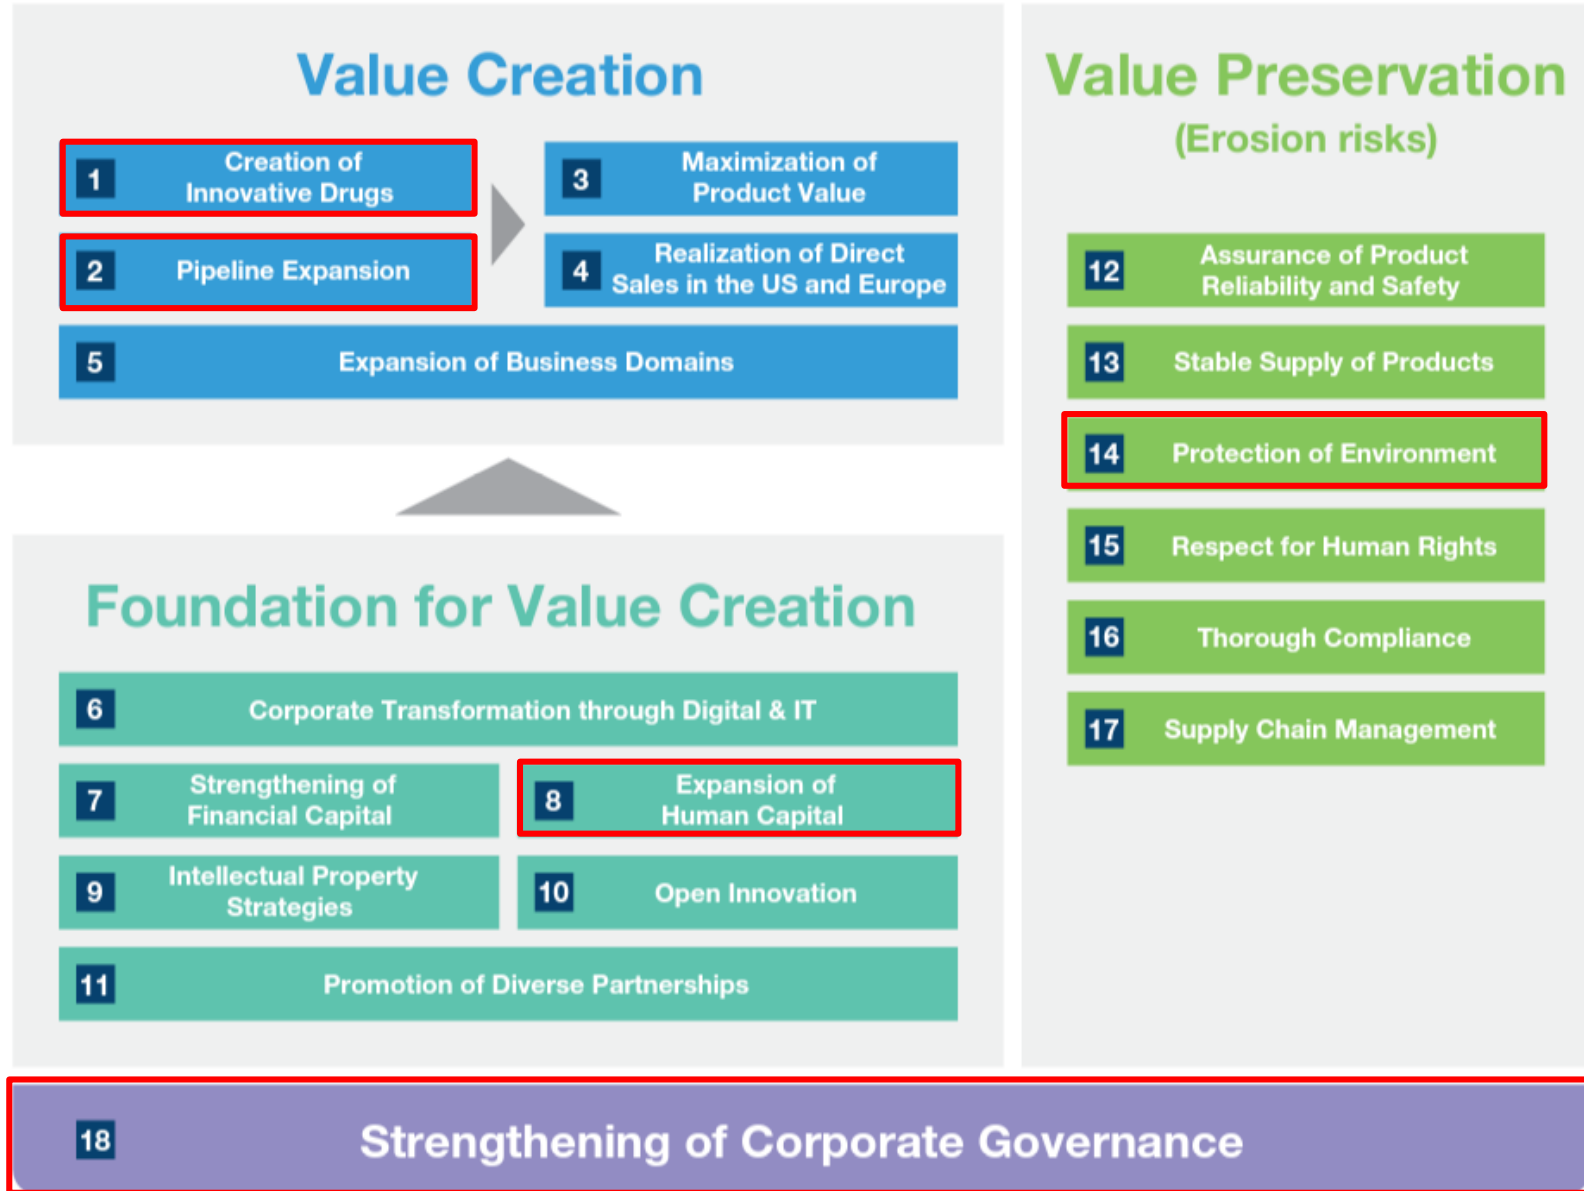 Value Creation
1
Creation of
Innovative Drugs
2
Pipeline Expansion
3
Maximization of
Product Value
4
Realization of Direct
Sales in the US and Europe
5
Expansion of Business Domains
Foundation for Value Creation
6
Corporate Transformation through Digital & IT
7
Strengthening of
Financial Capital
8
Expansion of
Human Capital
9
Intellectual Property
Strategies
10
Open Innovation
11
Promotion of Diverse Partnerships
Value Preservation
(Erosion risks)
12
Assurance of Product
Reliability and Safety
13
Stable Supply of Products
14
Protection of Environment
15
Respect for Human Rights
16
Thorough Compliance
17
Supply Chain Management
18
Strengthening of Corporate Governance